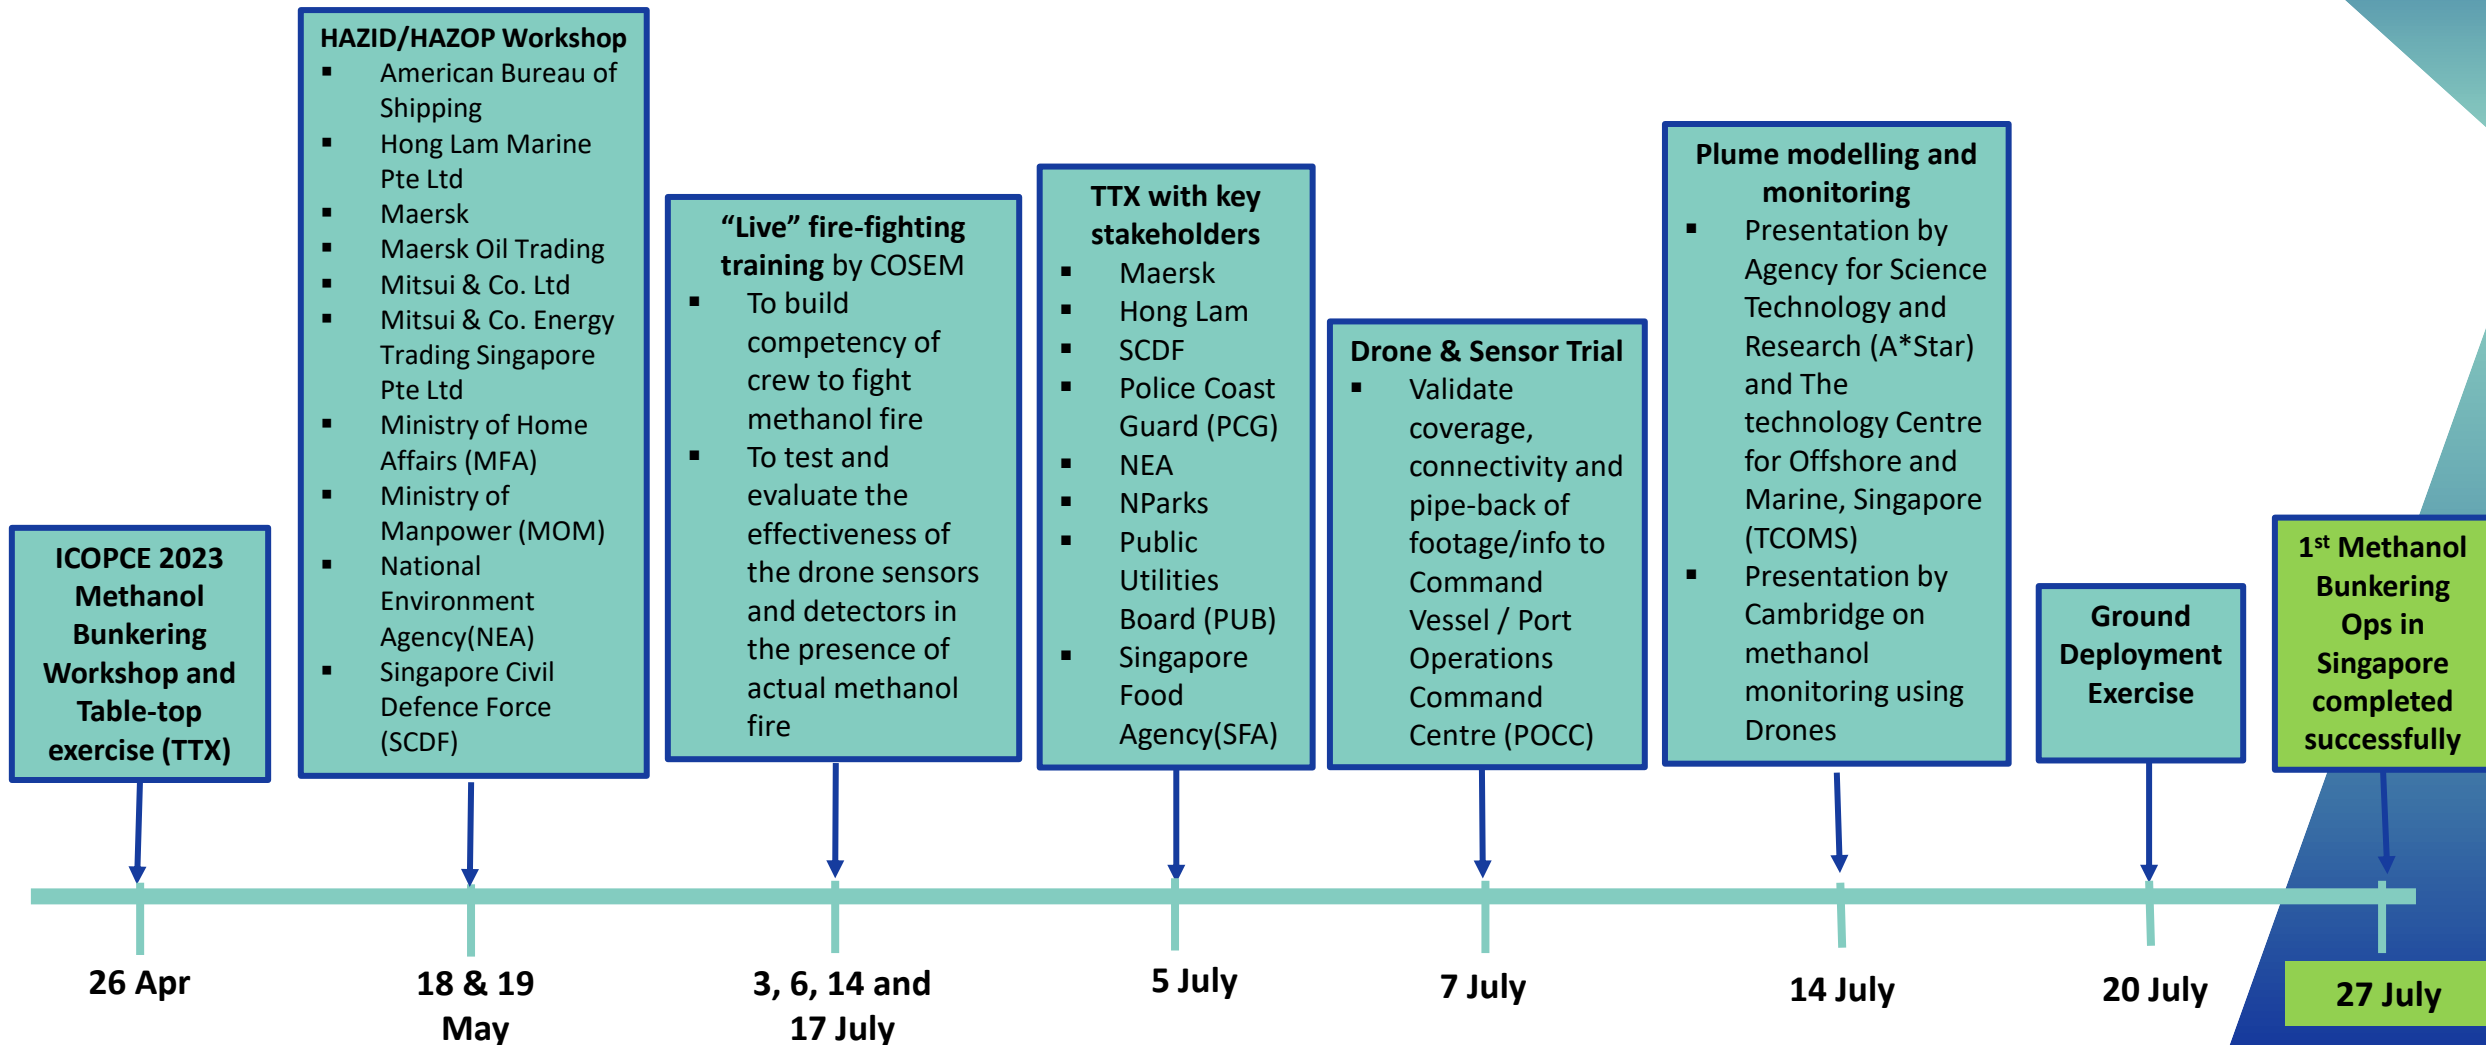 ICOPCE 2023
Methanol
Bunkering
Workshop and
Table-top
exercise (TTX)
26 Apr
HAZID/HAZOP Workshop
▪ American Bureau of
Shipping
▪ Hong Lam Marine
Pte Ltd
▪ Maersk
▪ Maersk Oil Trading
▪ Mitsui & Co. Ltd
▪ Mitsui & Co. Energy
Trading Singapore
Pte Ltd
▪ Ministry of Home
Affairs (MFA)
▪ Ministry of
Manpower (MOM)
▪ National
Environment
Agency(NEA)
▪ Singapore Civil
Defence Force
(SCDF)
18 & 19
May
“Live” fire-fighting
training by COSEM
▪ To build
competency of
crew to fight
methanol fire
▪ To test and
evaluate the
effectiveness of
the drone sensors
and detectors in
the presence of
actual methanol
fire
3, 6, 14 and
17 July
TTX with key
stakeholders
▪ Maersk
▪ Hong Lam
▪ SCDF
▪ Police Coast
Guard (PCG)
▪ NEA
▪ NParks
▪ Public
Utilities
Board (PUB)
▪ Singapore
Food
Agency(SFA)
5 July
Drone & Sensor Trial
▪ Validate
coverage,
connectivity and
pipe-back of
footage/info to
Command
Vessel / Port
Operations
Command
Centre (POCC)
7 July
Plume modelling and
monitoring
▪ Presentation by
Agency for Science
Technology and
Research (A*Star)
and The
technology Centre
for Offshore and
Marine, Singapore
(TCOMS)
▪ Presentation by
Cambridge on
methanol
monitoring using
Drones
14 July
Ground
Deployment
Exercise
20 July
1st Methanol
Bunkering
Ops in
Singapore
completed
successfully
27 July